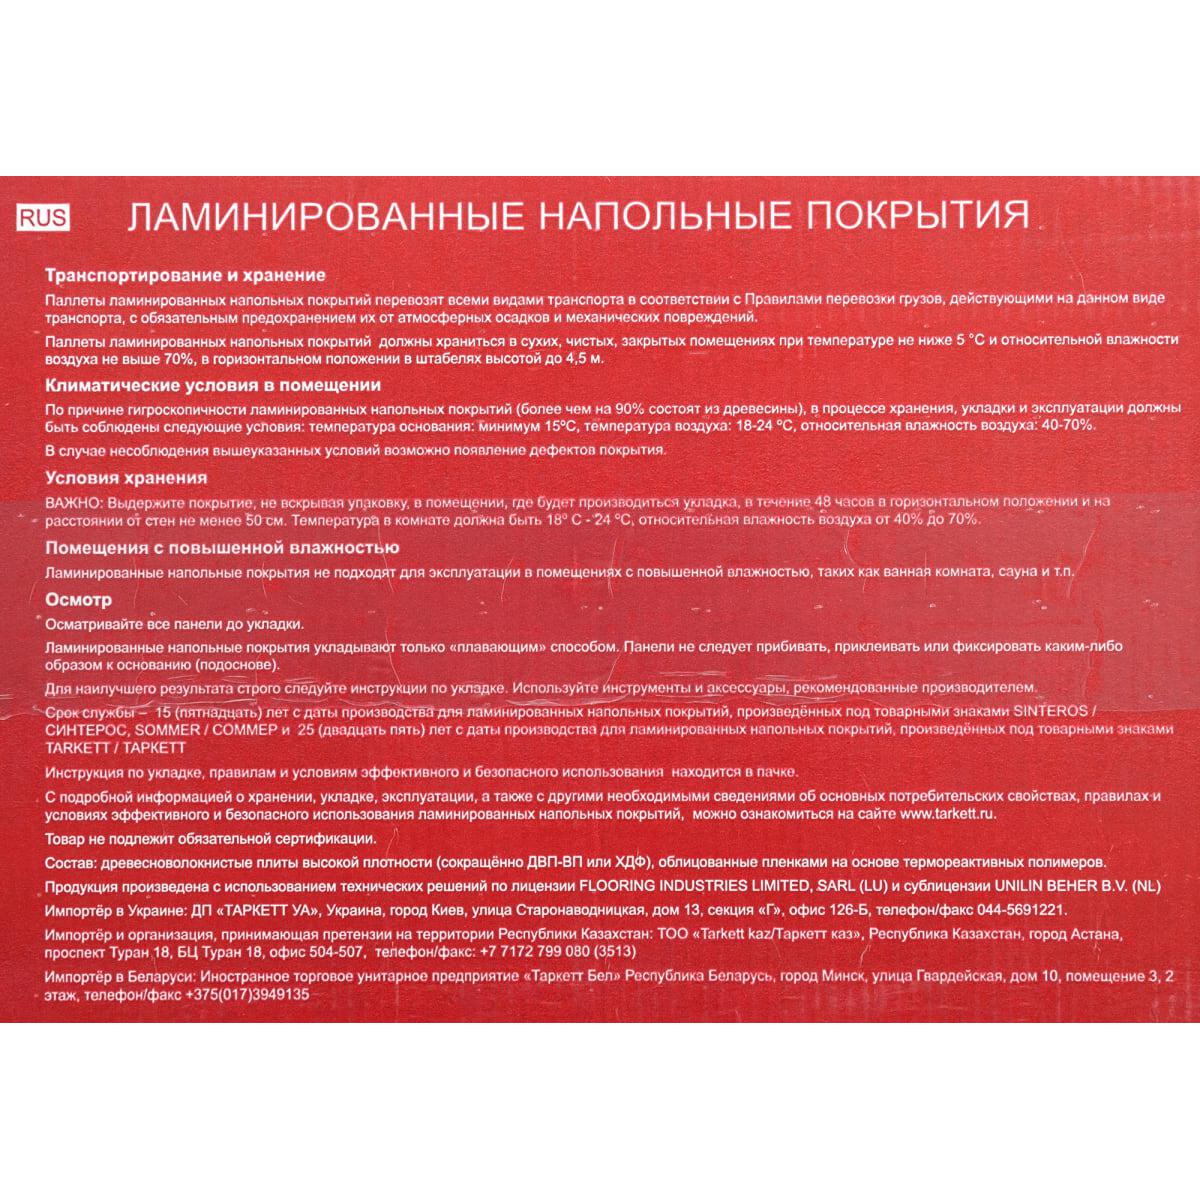 RUS
ЛАМИНИРОВАННЫЕ НАПОЛЬНЫЕ ПОКРЫТИЯ
Транспортирование и хранение
Паллеты ламинированных напольных покрытий перевозят всеми видами транспорта в соответствии с Правилами перевозки грузов, действующими на данном виде
транспорта, с обязательным предохранением их от атмосферных осадков и механических повреждений.
Паллеты ламинированных напольных покрытий должны храниться в сухих, чистых, закрытых помещениях при температуре не ниже 5 °С и относительной влажности
воздуха не выше 70%, в горизонтальном положении в штабелях высотой до 4,5 м.
Климатические условия в помещении
По причине гигроскопичности ламинированных напольных покрытий (более чем на 90% состоят из древесины), в процессе хранения, укладки и эксплуатации должны
быть соблюдены следующие условия: температура основания: минимум 15ºС, температура воздуха: 18-24 ºС, относительная влажность воздуха: 40-70%.
В случае несоблюдения вышеуказанных условий возможно появление дефектов покрытия.
Условия хранения
ВАЖНО: Выдержите покрытие, не вскрывая упаковку, в помещении, где будет производиться укладка, в течение 48 часов в горизонтальном положении и на
расстоянии от стен не менее 50 см. Температура в комнате должна быть 18º С - 24 ºС, относительная влажность воздуха от 40% до 70%.
Помещения с повышенной влажностью
Ламинированные напольные покрытия не подходят для эксплуатации в помещениях с повышенной влажностью, таких как ванная комната, сауна и т.п.
Осмотр
Осматривайте все панели до укладки.
Ламинированные напольные покрытия укладывают только «плавающим» способом. Панели не следует прибивать, приклеивать или фиксировать каким-либо
образом к основанию (подоснове).
Для наилучшего результата строго следуйте инструкции по укладке. Используйте инструменты и аксессуары, рекомендованные производителем.
Срок службы – 15 (пятнадцать) лет с даты производства для ламинированных напольных покрытий, произведённых под товарными знаками SINTEROS /
СИНТЕРОС, SOMMER / СОММЕР и 25 (двадцать пять) лет с даты производства для ламинированных напольных покрытий, произведённых под товарными знаками
TARKETT / ТАРКЕТТ
Инструкция по укладке, правилам и условиям эффективного и безопасного использования находится в пачке.
С подробной информацией о хранении, укладке, эксплуатации, а также с другими необходимыми сведениями об основных потребительских свойствах, правилах и
условиях эффективного и безопасного использования ламинированных напольных покрытий, можно ознакомиться на сайте www.tarkett.ru.
Товар не подлежит обязательной сертификации.
Состав: древесноволокнистые плиты высокой плотности (сокращённо ДВП-ВП или ХДФ), облицованные пленками на основе термореактивных полимеров.
Продукция произведена с использованием технических решений по лицензии FLOORING INDUSTRIES LIMITED, SARL (LU) и сублицензии UNILIN BEHER B.V. (NL)
Импортёр в Украине: ДП «ТАРКЕТТ УА», Украина, город Киев, улица Старонаводницкая, дом 13, секция «Г», офис 126-Б, телефон/факс 044-5691221.
Импортёр и организация, принимающая претензии на территории Республики Казахстан: ТОО «Tarkett kaz/Таркетт каз», Республика Казахстан, город Астана,
проспект Туран 18, БЦ Туран 18, офис 504-507, телефон/факс: +7 7172 799 080 (3513)
Импортёр в Беларуси: Иностранное торговое унитарное предприятие «Таркетт Бел» Республика Беларусь, город Минск, улица Гвардейская, дом 10, помещение 3, 2
этаж, телефон/факс +375(017)3949135